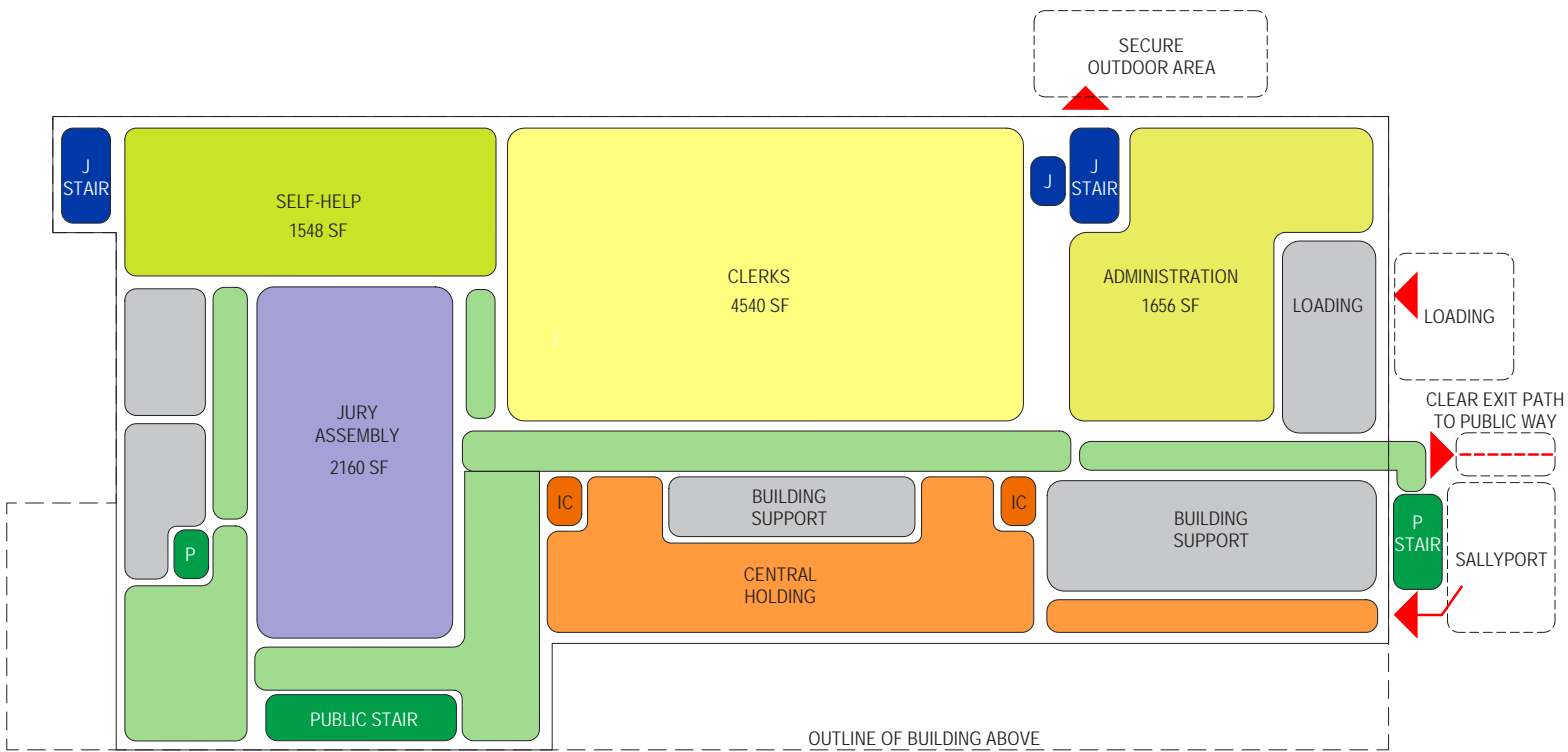 SECURE
OUTDOOR AREA
J
STAIR
SELF-HELP
1548 SF
CLERKS
4540 SF
J
J
STAIR
ADMINISTRATION
1656 SF
LOADING
LOADING
JURY
ASSEMBLY
2160 SF
CLEAR EXIT PATH
TO PUBLIC WAY
IC
BUILDING
SUPPORT
IC
BUILDING
SUPPORT
P
STAIR
SALLYPORT
P
CENTRAL
HOLDING
PUBLIC STAIR
OUTLINE OF BUILDING ABOVE